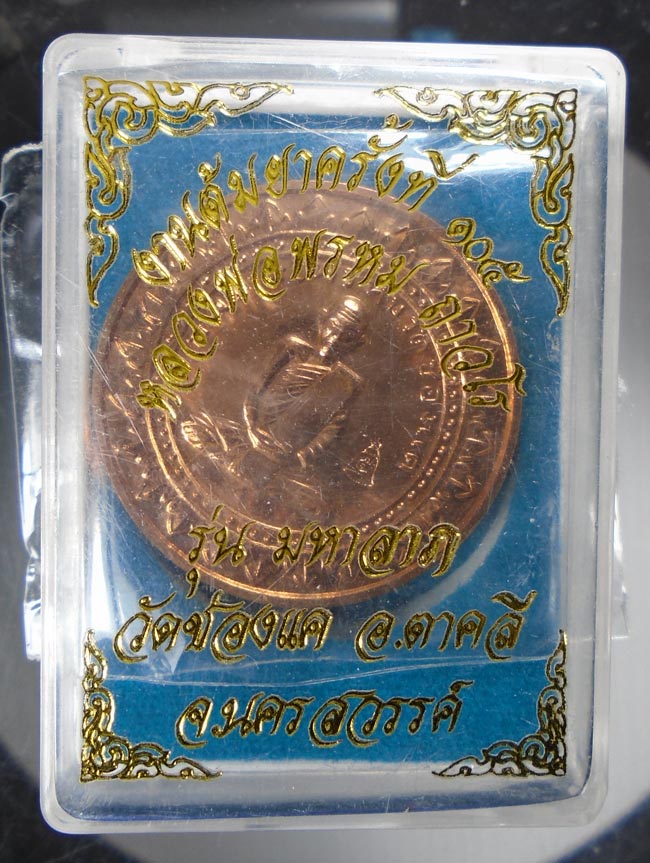 งานต้มยาครั้งที่ ๑๐๕
หลวงพ่อพรหม ถาวโร
รุ่น มหาลาภ
วัดช่องแค อ.ตาคลี
จ.นครสวรรค์